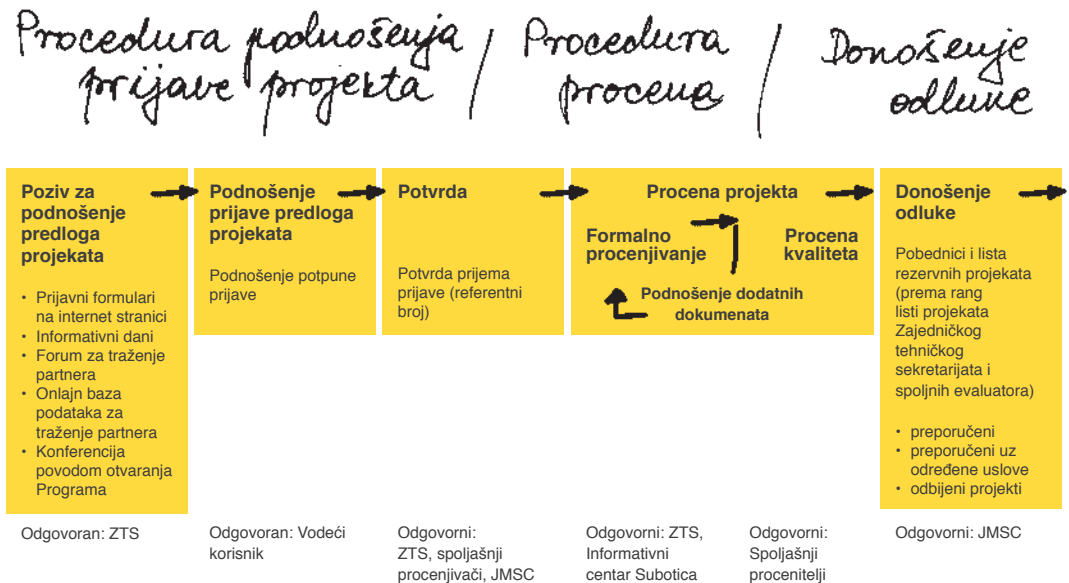 Procedura podnošenja / Procedura / Donošenje
prijave projekta procena odluke
Poziv za
podnošenje
predloga
projekata
• Prijavni formulari
na internet stranici
• Informativni dani
• Forum za traženje
partnera
• Onlajn baza
podataka za
traženje partnera
• Konferencija
povodom otvaranja
Programa
Odgovoran: ZTS
Podnošenje
prijave predloga
projekata
Podnošenje potpune
prijave
Odgovoran: Vodeći
korisnik
Potvrda
Potvrda prijema
prijave (referentni
broj)
Odgovorni:
ZTS, spoljašnji
procenjivači, JMSC
Procena projekta
Formalno
procenjivanje
Procena
kvaliteta
Podnošenje dodatnih
dokumenata
Odgovorni: ZTS,
Informativni
centar Subotica
Odgovorni:
Spoljašnji
procenitelji
Donošenje
odluke
Pobednici i lista
rezervnih projekata
(prema rang
listi projekata
Zajedničkog
tehničkog
sekretarijata i
spoljnih evaluatora)
• preporučeni
• preporučeni uz
određene uslove
• odbijeni projekti
Odgovorni: JMSC